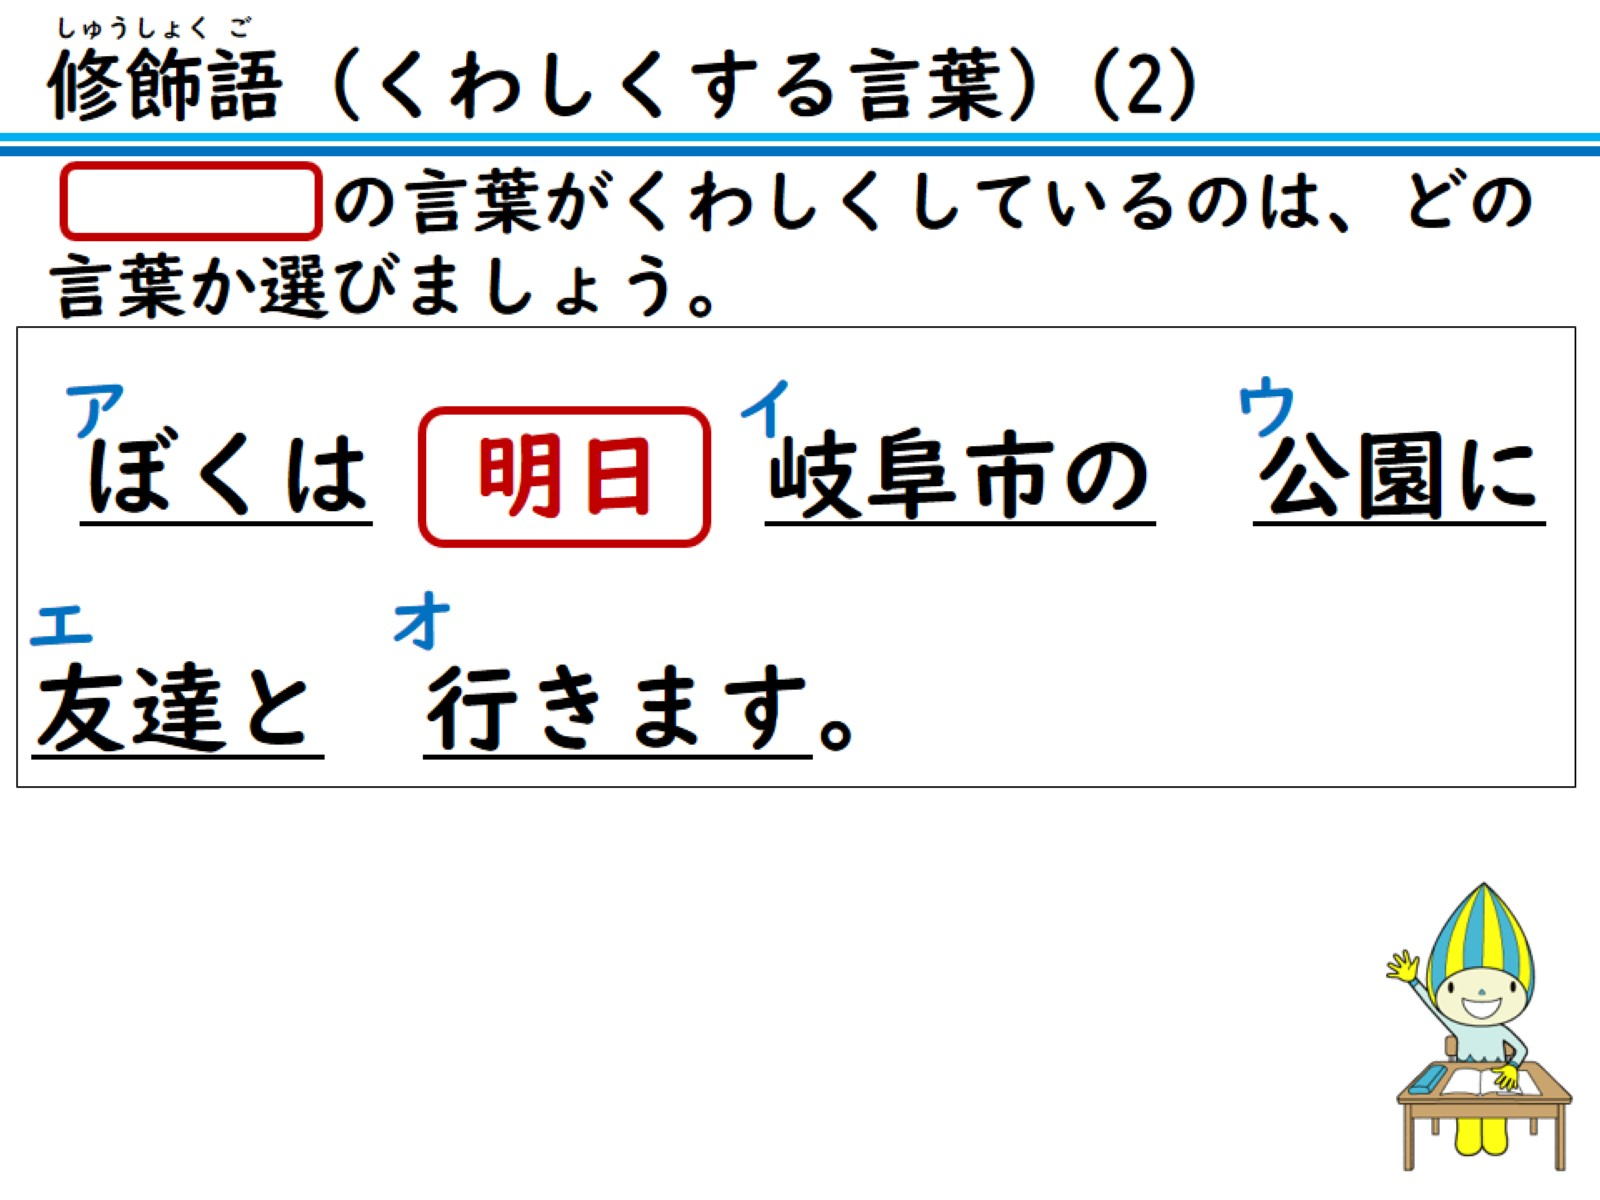 しゅうしょく ご
修飾語（くわしくする言葉）(2)
の言葉がくわしくしているのは、どの
言葉か選びましょう。
ア イ ウ
ぼくは 明日 岐阜市の 公園に
エ オ
友達と 行きます。